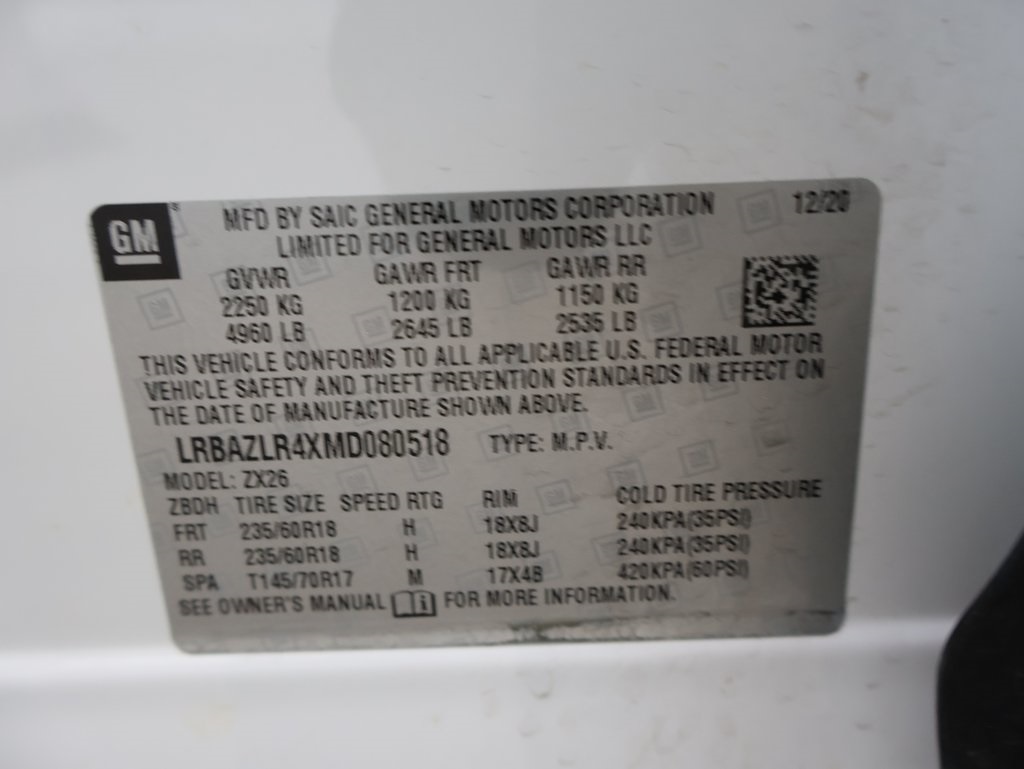 GM
MFD BY SAIC GENERAL MOTORS CORPORATION 12/20
LIMITED FOR GENERAL MOTORS LLC
GVWR GAWR FRT GAWR RR
2250 KG 1200 KG 1150 KG
4960 LB 2645 LB 2535 LB
THIS VEHICLE CONFORMS TO ALL APPLICABLE U.S. FEDERAL MOTOR
VEHICLE SAFETY AND THEFT PREVENTION STANDARDS IN EFFECT ON
THE DATE OF MANUFACTURE SHOWN ABOVE.
LRBAZLR4XMD080518 TYPE: M.P.V.
MODEL: ZX26
ZBDH TIRE SIZE SPEED RTG RIM COLD TIRE PRESSURE
FRT 235/60R18 H 18X8J 240KPA(35PSI)
RR 235/60R18 H 18X8J 240KPA(35PSI)
SPA T145/70R17 M 17X4B 420KPA(60PSI)
SEE OWNER'S MANUAL FOR MORE INFORMATION.